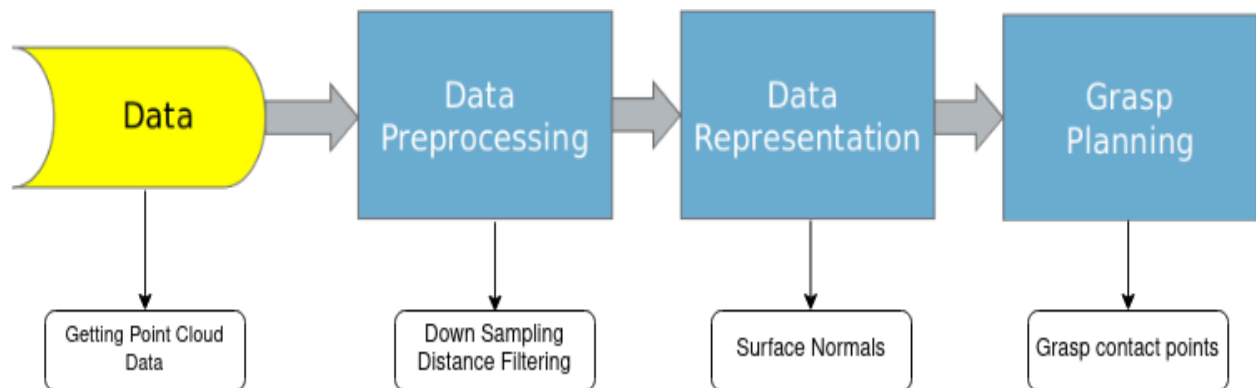 Data
Data
Preprocessing
Data
Representation
Grasp
Planning
Getting Point Cloud
Data
Down Sampling
Distance Filtering
Surface Normals
Grasp contact points